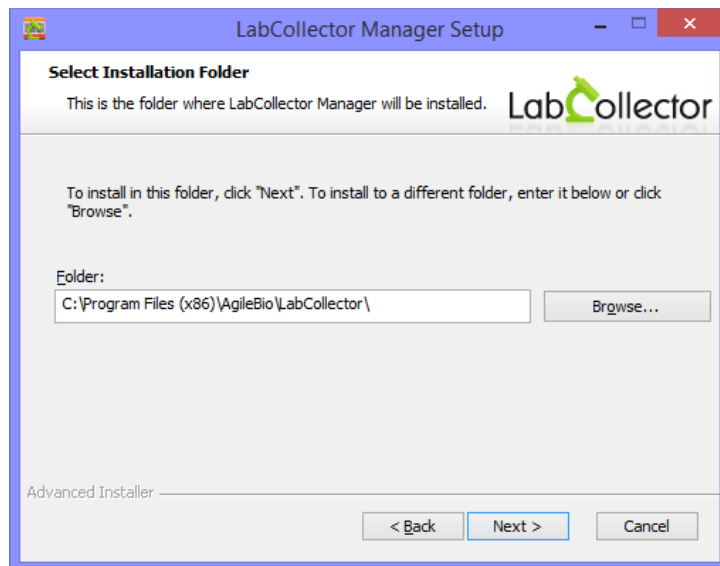 LabCollector Manager Setup
Select Installation Folder
This is the folder where LabCollector Manager will be installed.
LabCollector
To install in this folder, click "Next". To install to a different folder, enter it below or click
"Browse".
Folder:
C:\Program Files (x86)\AgileBio\LabCollector\
Browse...
Advanced Installer
< Back
Next >
Cancel